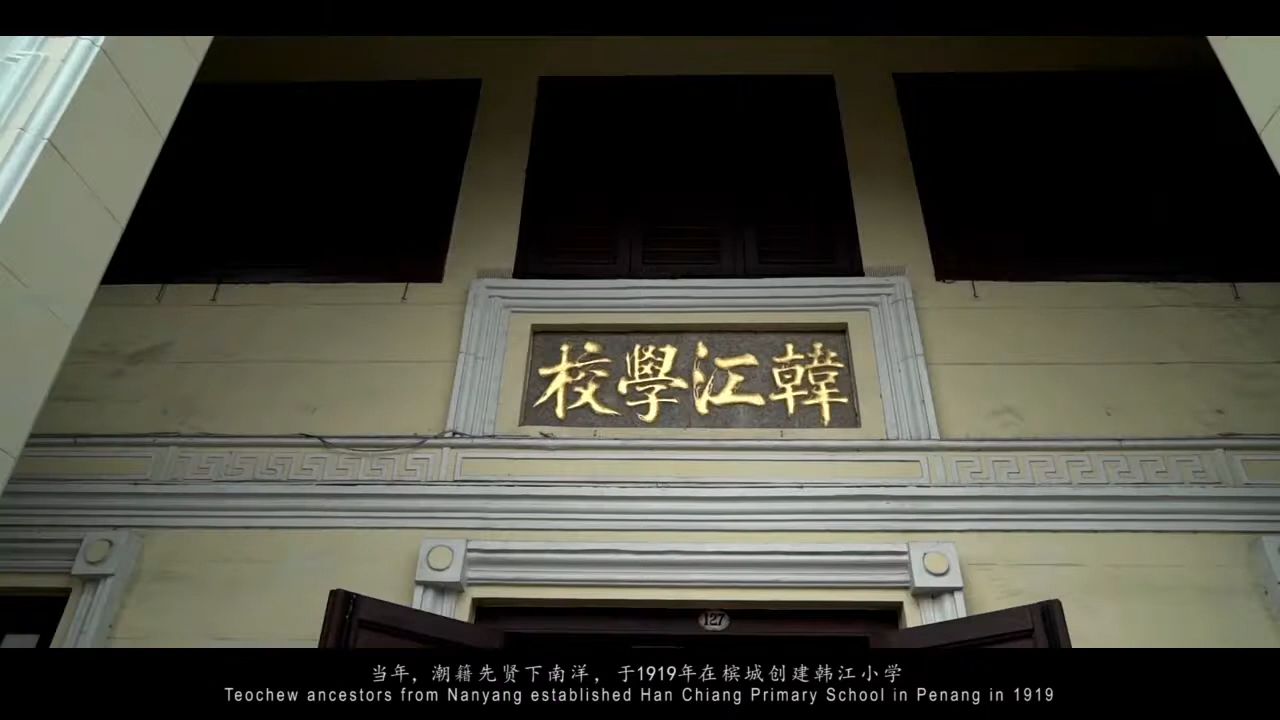 韓江學校
127
当年，潮籍先贤下南洋，于1919年在槟城创建韩江小学
Teochew ancestors from Nanyang established Han Chiang Primary School in Penang in 1919